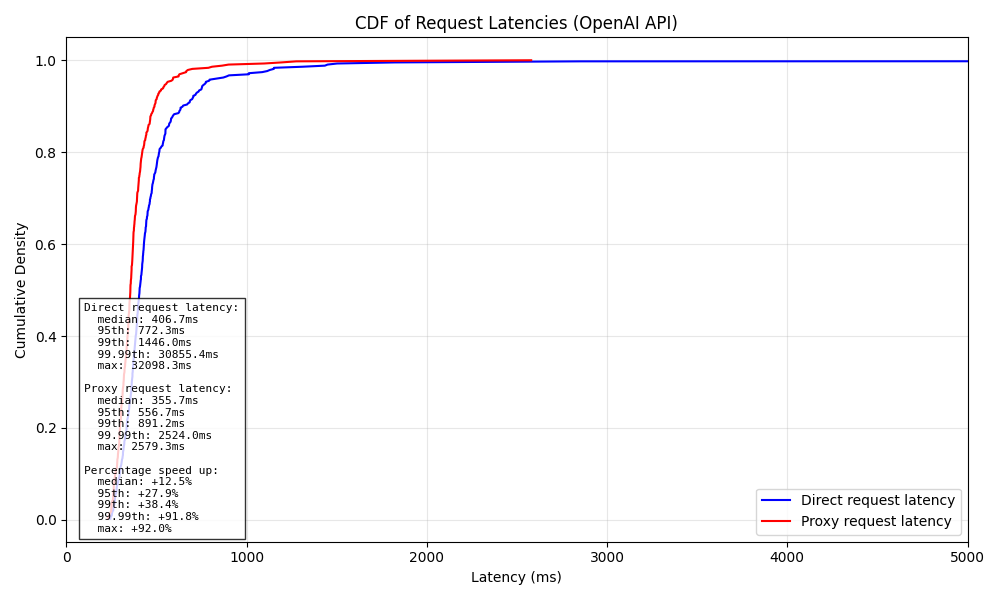 CDF of Request Latencies (OpenAI API)
Cumulative Density
1.0
0.8
0.6
0.4
0.2
0.0
Direct request latency:
median: 406.7ms
95th: 772.3ms
99th: 1446.0ms
99.99th: 30855.4ms
max: 32098.3ms
Proxy request latency:
median: 355.7ms
95th: 556.7ms
99th: 891.2ms
99.99th: 2524.0ms
max: 2579.3ms
Percentage speed up:
median: +12.5%
95th: +27.9%
99th: +38.4%
99.99th: +91.8%
max: +92.0%
Direct request latency
Proxy request latency
0 1000 2000 3000 4000 5000
Latency (ms)